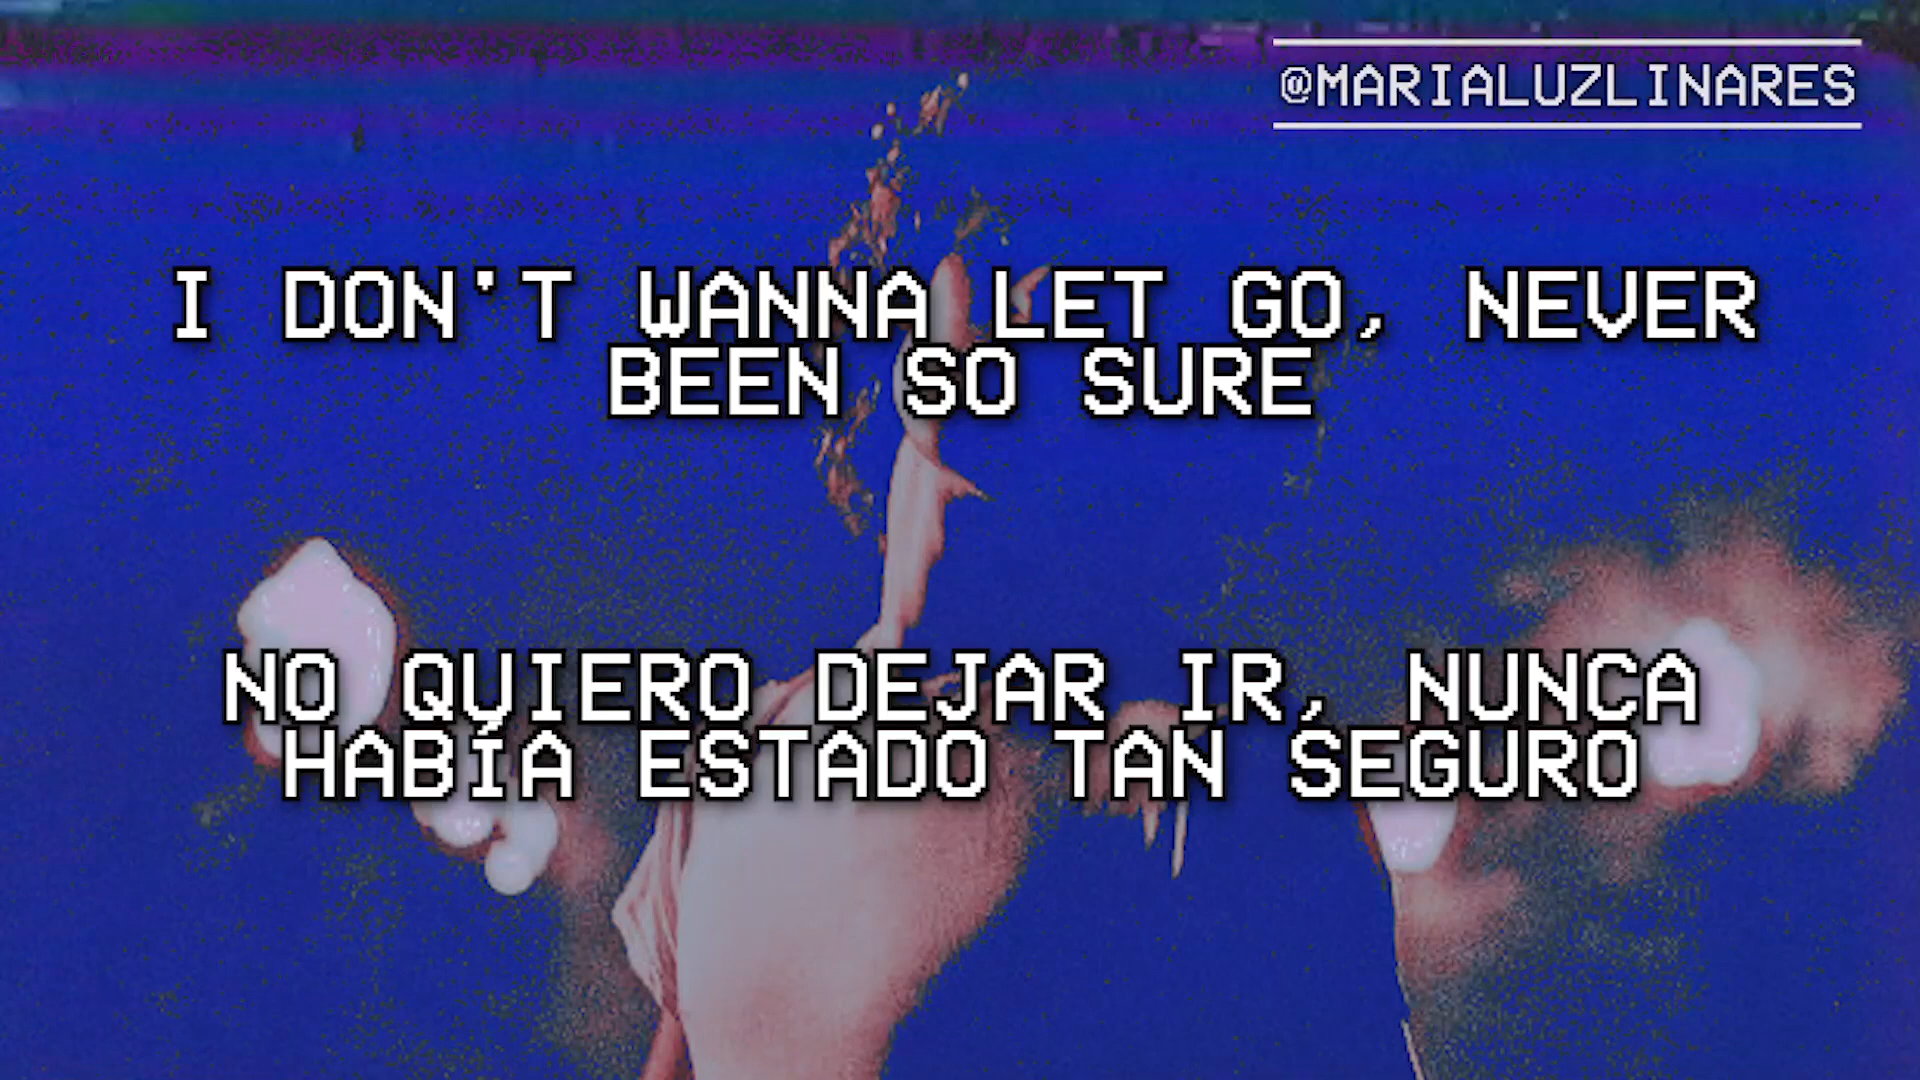 @MARIALUZLINARES
I DON'T WANNA LET GO, NEVER
BEEN SO SURE
NO QUIERO DEJAR IR, NUNCA
HABÍA ESTADO TAN SEGURO